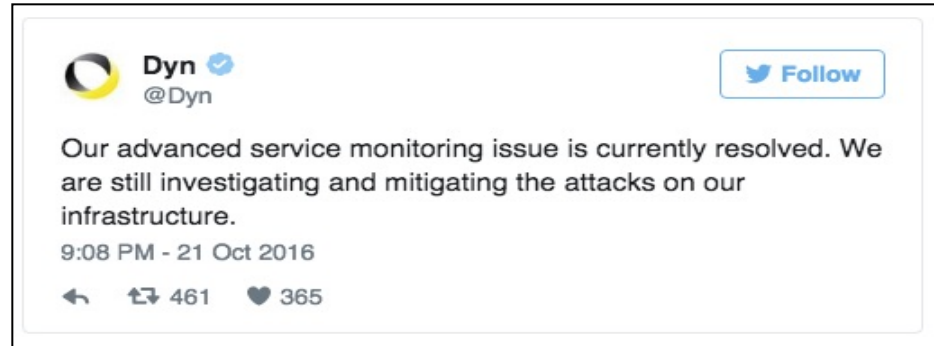 Dyn
@Dyn
Follow
Our advanced service monitoring issue is currently resolved. We
are still investigating and mitigating the attacks on our
infrastructure.
9:08 PM - 21 Oct 2016
461 365